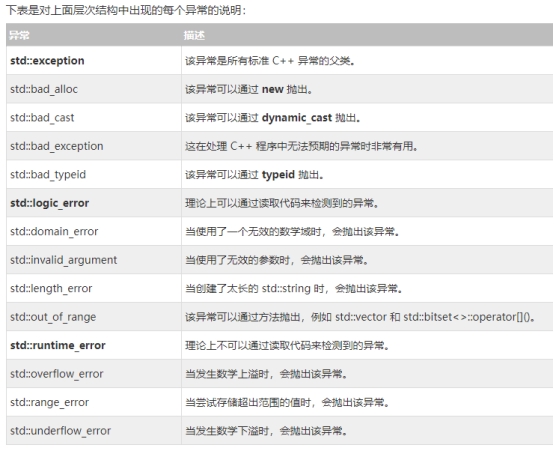 下表是对上面层次结构中出现的每个异常的说明：
异常 描述
std::exception 该异常是所有标准 C++ 异常的父类。
std::bad_alloc 该异常可以通过 new 抛出。
std::bad_cast 该异常可以通过 dynamic_cast 抛出。
std::bad_exception 这在处理 C++ 程序中无法预期的异常时非常有用。
std::bad_typeid 该异常可以通过 typeid 抛出。
std::logic_error 理论上可以通过读取代码来检测到的异常。
std::domain_error 当使用了一个无效的数学域时，会抛出该异常。
std::invalid_argument 当使用了无效的参数时，会抛出该异常。
std::length_error 当创建了太长的 std::string 时，会抛出该异常。
std::out_of_range 该异常可以通过方法抛出，例如 std::vector 和 std::bitset<>::operator[]()。
std::runtime_error 理论上不可以通过读取代码来检测到的异常。
std::overflow_error 当发生数学上溢时，会抛出该异常。
std::range_error 当尝试存储超出范围的值时，会抛出该异常。
std::underflow_error 当发生数学下溢时，会抛出该异常。